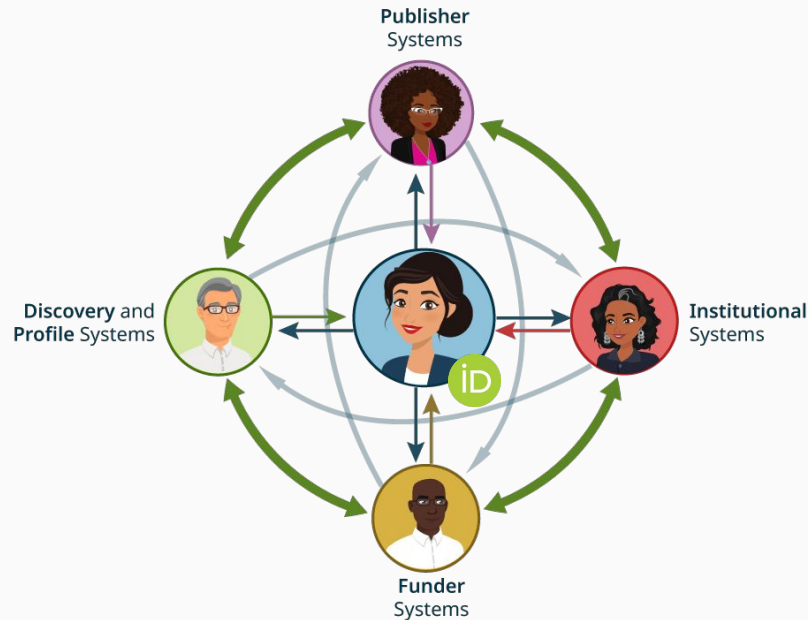 Publisher
Systems
Discovery and
Profile Systems
Institutional
Systems
iD
Funder
Systems